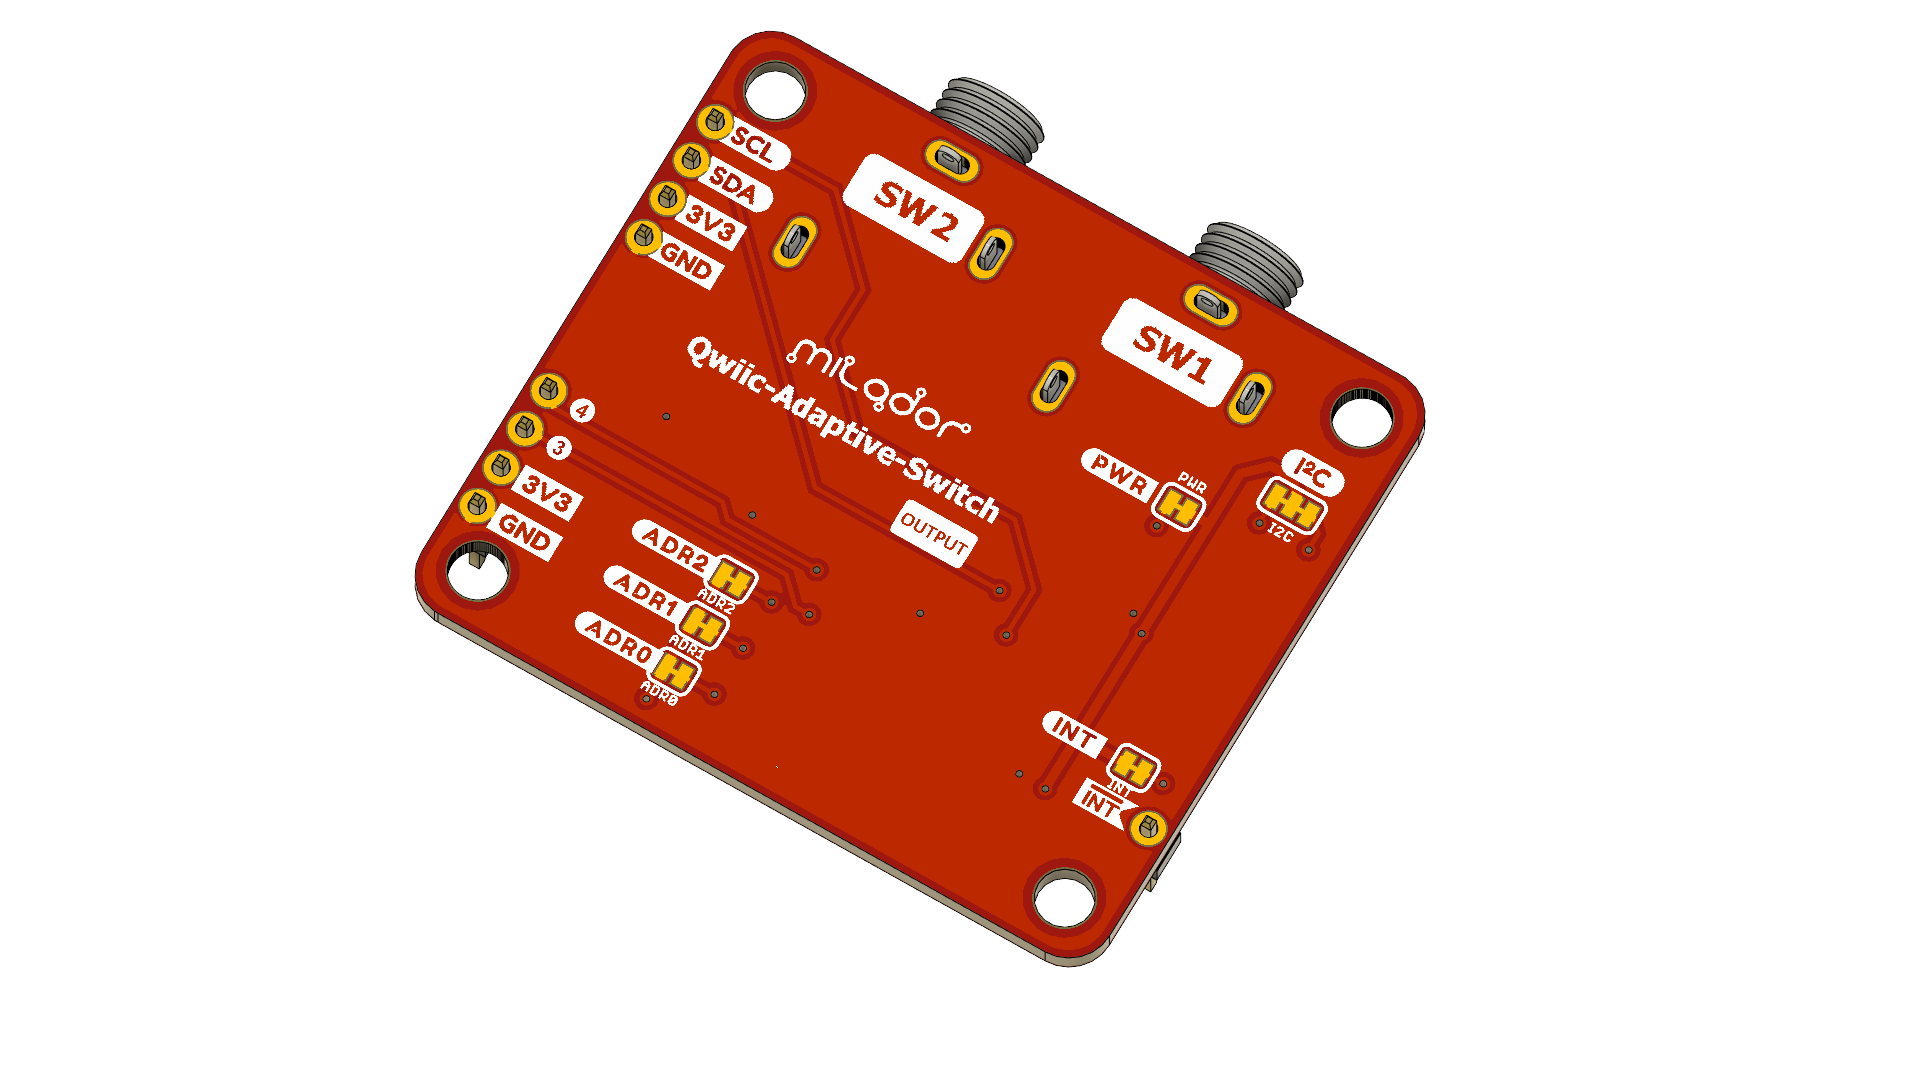 SCL
SDA
3V3
GND
SW2
SW1
milador
Qwiic-Adaptive-Switch
OUTPUT
4
3
3V3
GND
PWR
PWR
I²C
I2C
ADR2
ADR2
ADR1
ADR1
ADR0
ADR0
INT
INT
INT